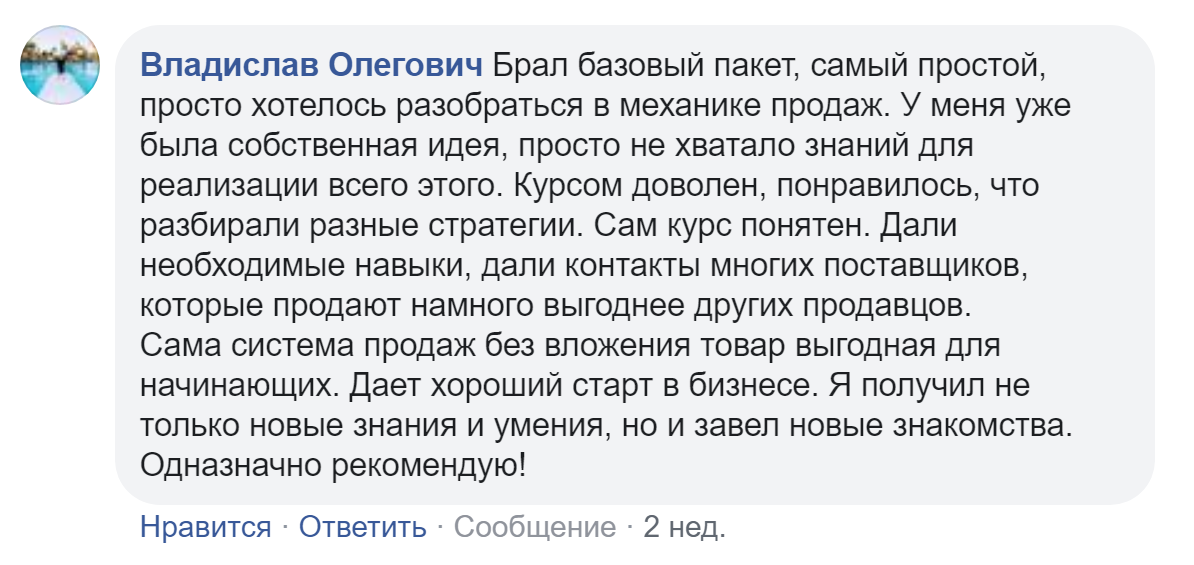 Владислав Олегович Брал базовый пакет, самый простой,
просто хотелось разобраться в механике продаж. У меня уже
была собственная идея, просто не хватало знаний для
реализации всего этого. Курсом доволен, понравилось, что
разбирали разные стратегии. Сам курс понятен. Дали
необходимые навыки, дали контакты многих поставщиков,
которые продают намного выгоднее других продавцов.
Сама система продаж без вложения товар выгодная для
начинающих. Дает хороший старт в бизнесе. Я получил не
только новые знания и умения, но и завел новые знакомства.
Одназначно рекомендую!
Нравится · Ответить · Сообщение · 2 нед.